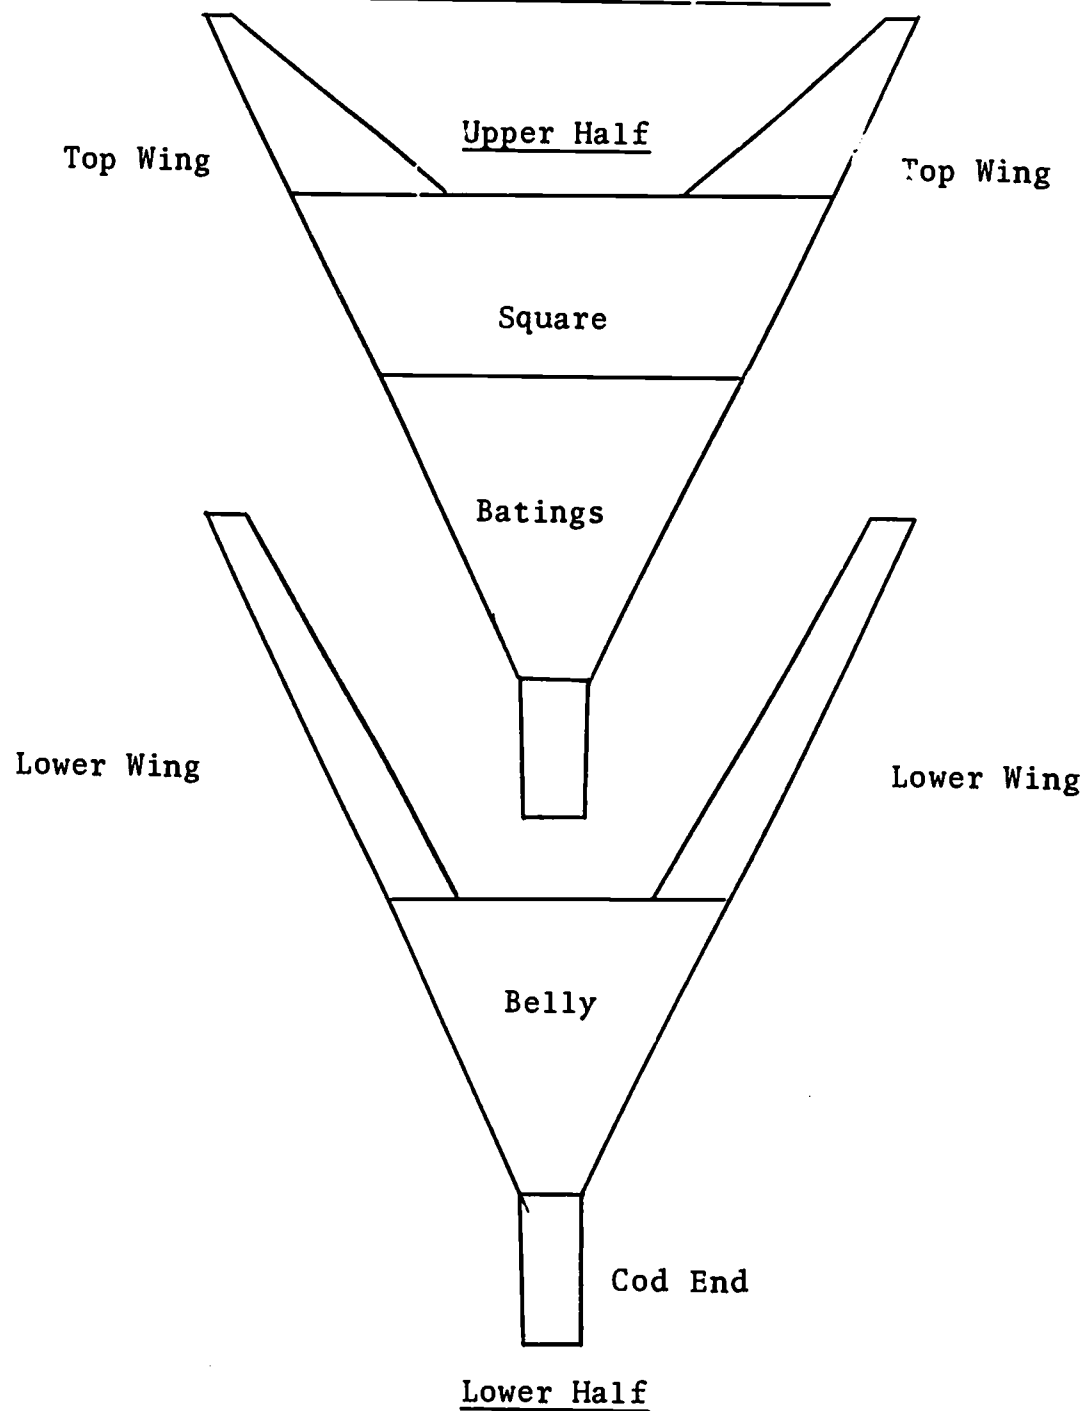 Upper Half
Top Wing
Top Wing
Square
Batings
Lower Wing
Lower Wing
Belly
Cod End
Lower Half